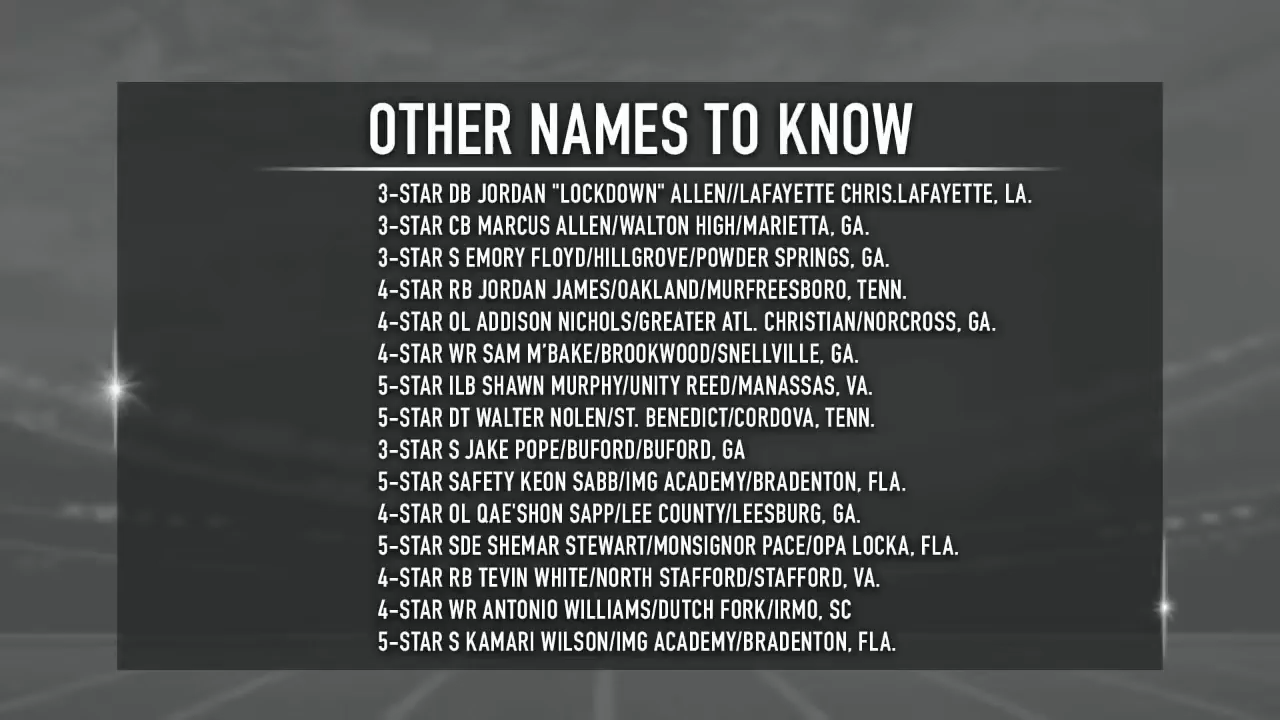 OTHER NAMES TO KNOW
3-STAR DB JORDAN "LOCKDOWN" ALLEN//LAFAYETTE CHRIS.LAFAYETTE, LA.
3-STAR CB MARCUS ALLEN/WALTON HIGH/MARIETTA, GA.
3-STAR S EMORY FLOYD/HILLGROVE/POWDER SPRINGS, GA.
4-STAR RB JORDAN JAMES/OAKLAND/MURFREESBORO, TENN.
4-STAR OL ADDISON NICHOLS/GREATER ATL. CHRISTIAN/NORCROSS, GA.
4-STAR WR SAM M'BAKE/BROOKWOOD/SNELLVILLE, GA.
5-STAR ILB SHAWN MURPHY/UNITY REED/MANASSAS, VA.
5-STAR DT WALTER NOLEN/ST. BENEDICT/CORDOVA, TENN.
3-STAR S JAKE POPE/BUFORD/BUFORD, GA
5-STAR SAFETY KEON SABB/IMG ACADEMY/BRADENTON, FLA.
4-STAR OL QAE'SHON SAPP/LEE COUNTY/LEESBURG, GA.
5-STAR SDE SHEMAR STEWART/MONSIGNOR PACE/OPA LOCKA, FLA.
4-STAR RB TEVIN WHITE/NORTH STAFFORD/STAFFORD, VA.
4-STAR WR ANTONIO WILLIAMS/DUTCH FORK/IRMO, SC
5-STAR S KAMARI WILSON/IMG ACADEMY/BRADENTON, FLA.